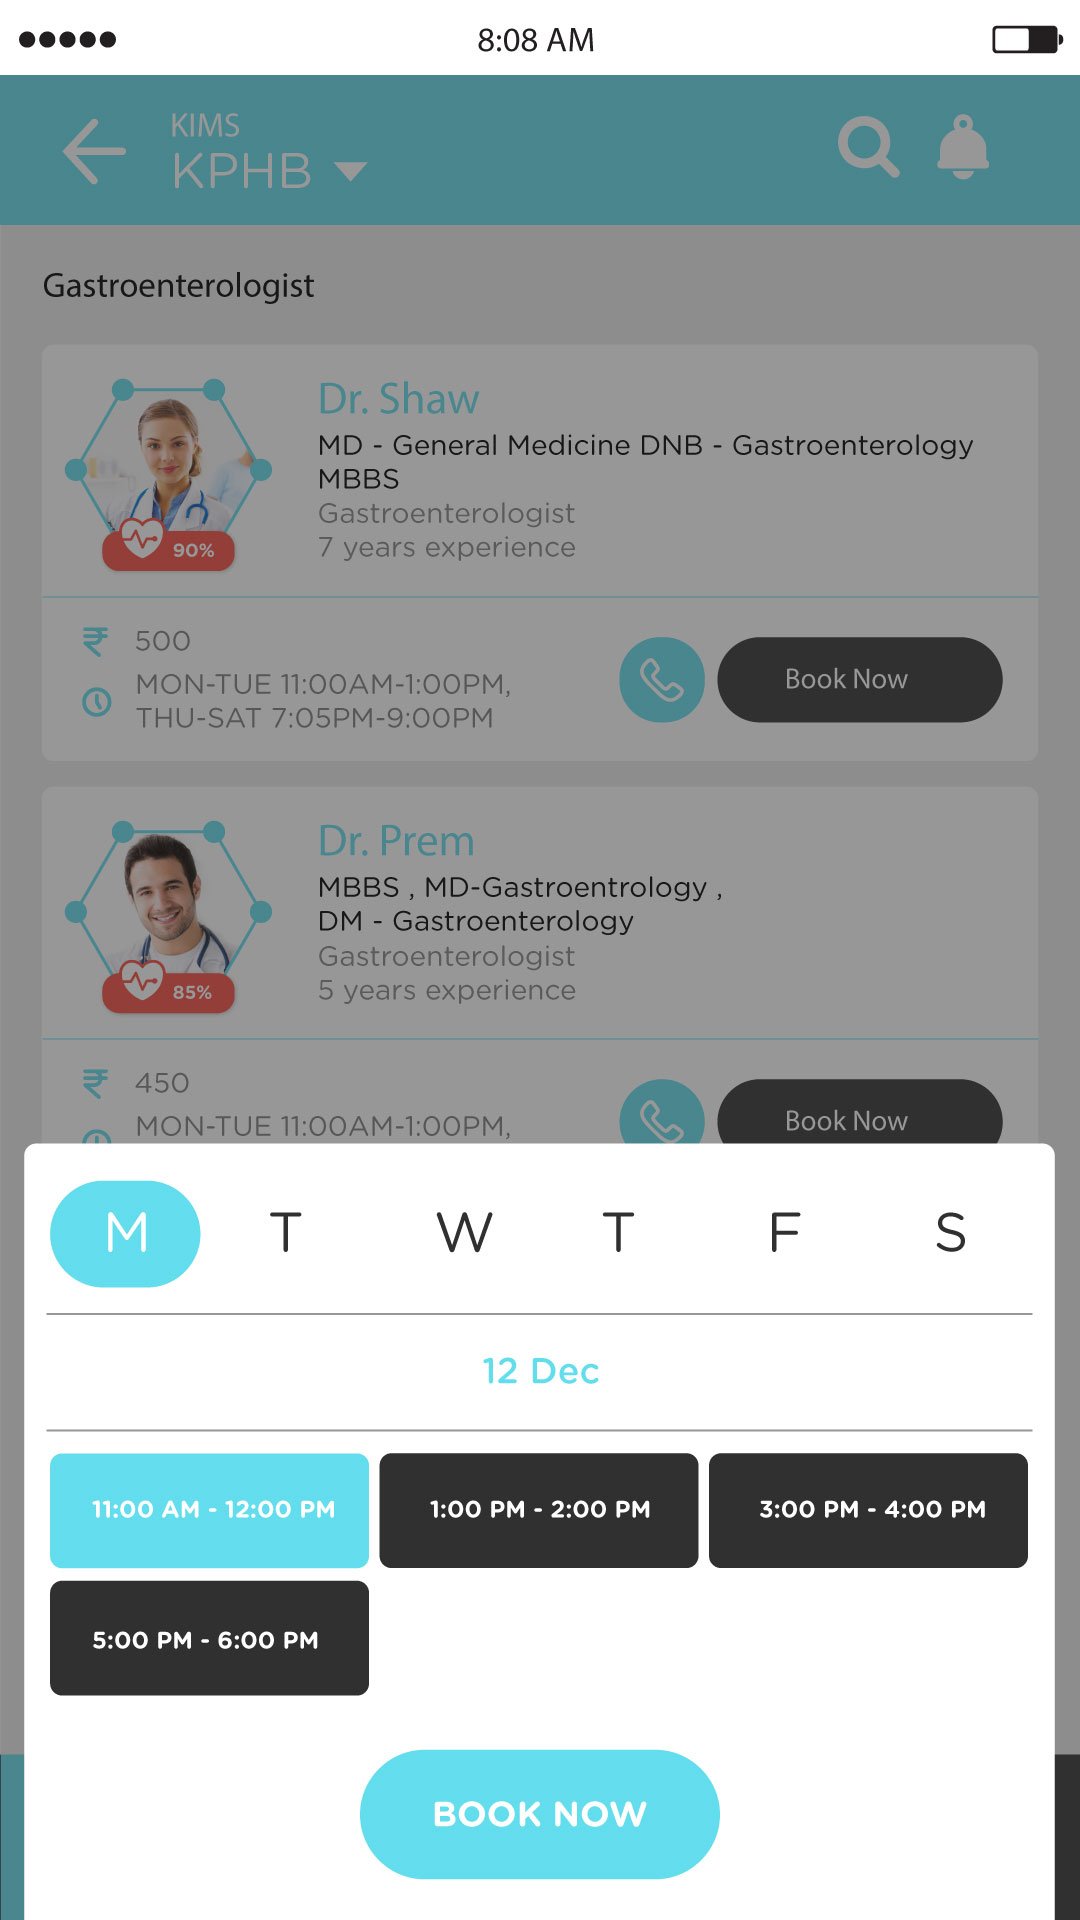 8:08 AM
KIMS
KPHB
Gastroenterologist
Dr. Shaw
MD - General Medicine DNB - Gastroenterology
MBBS
Gastroenterologist
7 years experience
90%
₹ 500
MON-TUE 11:00AM-1:00PM,
THU-SAT 7:05PM-9:00PM
Book Now
Dr. Prem
MBBS , MD-Gastroentrology ,
DM - Gastroenterology
Gastroenterologist
5 years experience
85%
₹ 450
MON-TUE 11:00AM-1:00PM,
Book Now
M T W T F S
12 Dec
11:00 AM - 12:00 PM
1:00 PM - 2:00 PM
3:00 PM - 4:00 PM
5:00 PM - 6:00 PM
BOOK NOW